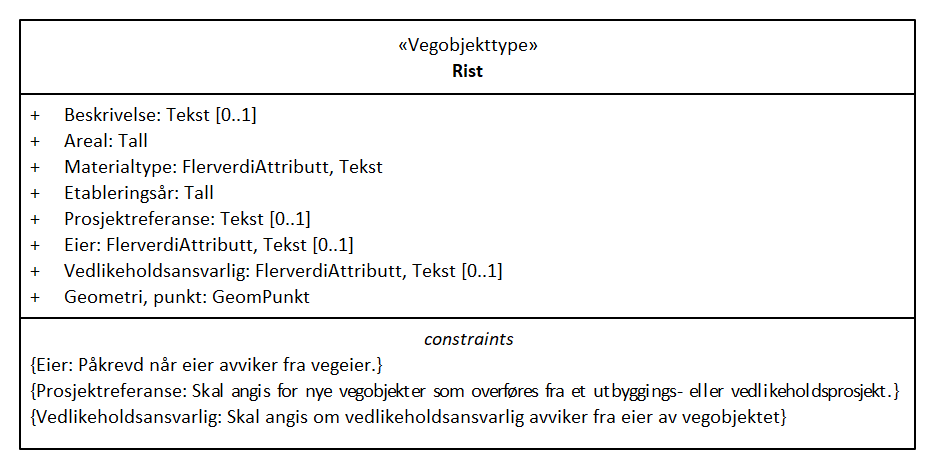 «Vegobjekttype»
Rist
+ Beskrivelse: Tekst [0..1]
+ Areal: Tall
+ Materialtype: FlerverdiAttributt, Tekst
+ Etableringsår: Tall
+ Prosjektreferanse: Tekst [0..1]
+ Eier: FlerverdiAttributt, Tekst [0..1]
+ Vedlikeholdsansvarlig: FlerverdiAttributt, Tekst [0..1]
+ Geometri, punkt: GeomPunkt
constraints
{Eier: Påkrevd når eier avviker fra vegeier.}
{Prosjektreferanse: Skal angis for nye vegobjekter som overføres fra et utbyggings- eller vedlikeholdsprosjekt.}
{Vedlikeholdsansvarlig: Skal angis om vedlikeholdsansvarlig avviker fra eier av vegobjektet}